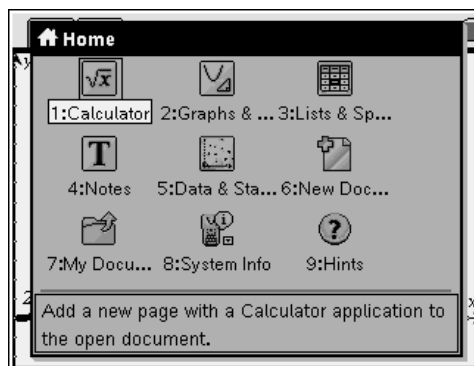 Home
1:Calculator 2:Graphs & ... 3:Lists & Sp...
4:Notes 5:Data & Sta... 6:New Doc...
7:My Docu... 8:System Info 9:Hints
Add a new page with a Calculator application to
the open document.